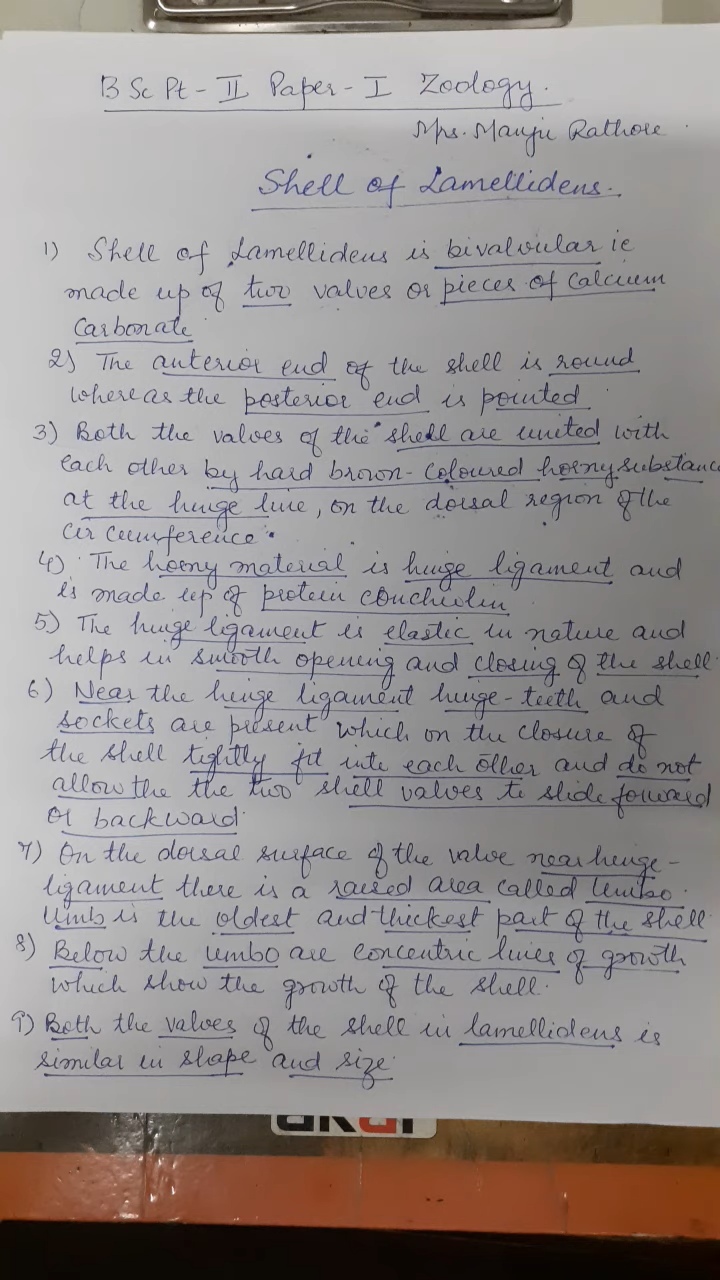 B Sc Pt - II Paper - I Zoology.
Mrs. Manju Rathore
Shell of Lamellidens.
1) Shell of Lamellidens is bivalvular ie
made up of two valves or pieces of Calcium
Carbonate
2) The anterior end of the shell is round
whereas the posterior end is pointed
3) Both the valves of the shell are united with
each other by hard brown-coloured horny substance
at the hinge line, on the dorsal region of the
circumference.
4) The horny material is hinge ligament and
is made up of protein conchiolin
5) The hinge ligament is elastic in nature and
helps in smooth opening and closing of the shell.
6) Near the hinge ligament hinge-teeth and
sockets are present which on the closure of
the shell tightly fit into each other and do not
allow the the two shell valves to slide forward
or backward.
7) On the dorsal surface of the valve near hinge-
ligament there is a raised area called Umbo.
Umb is the oldest and thickest part of the shell
8) Below the umbo are concentric lines of growth
which show the growth of the shell.
9) Both the valves of the shell in lamellidens is
similar in shape and size.
akai